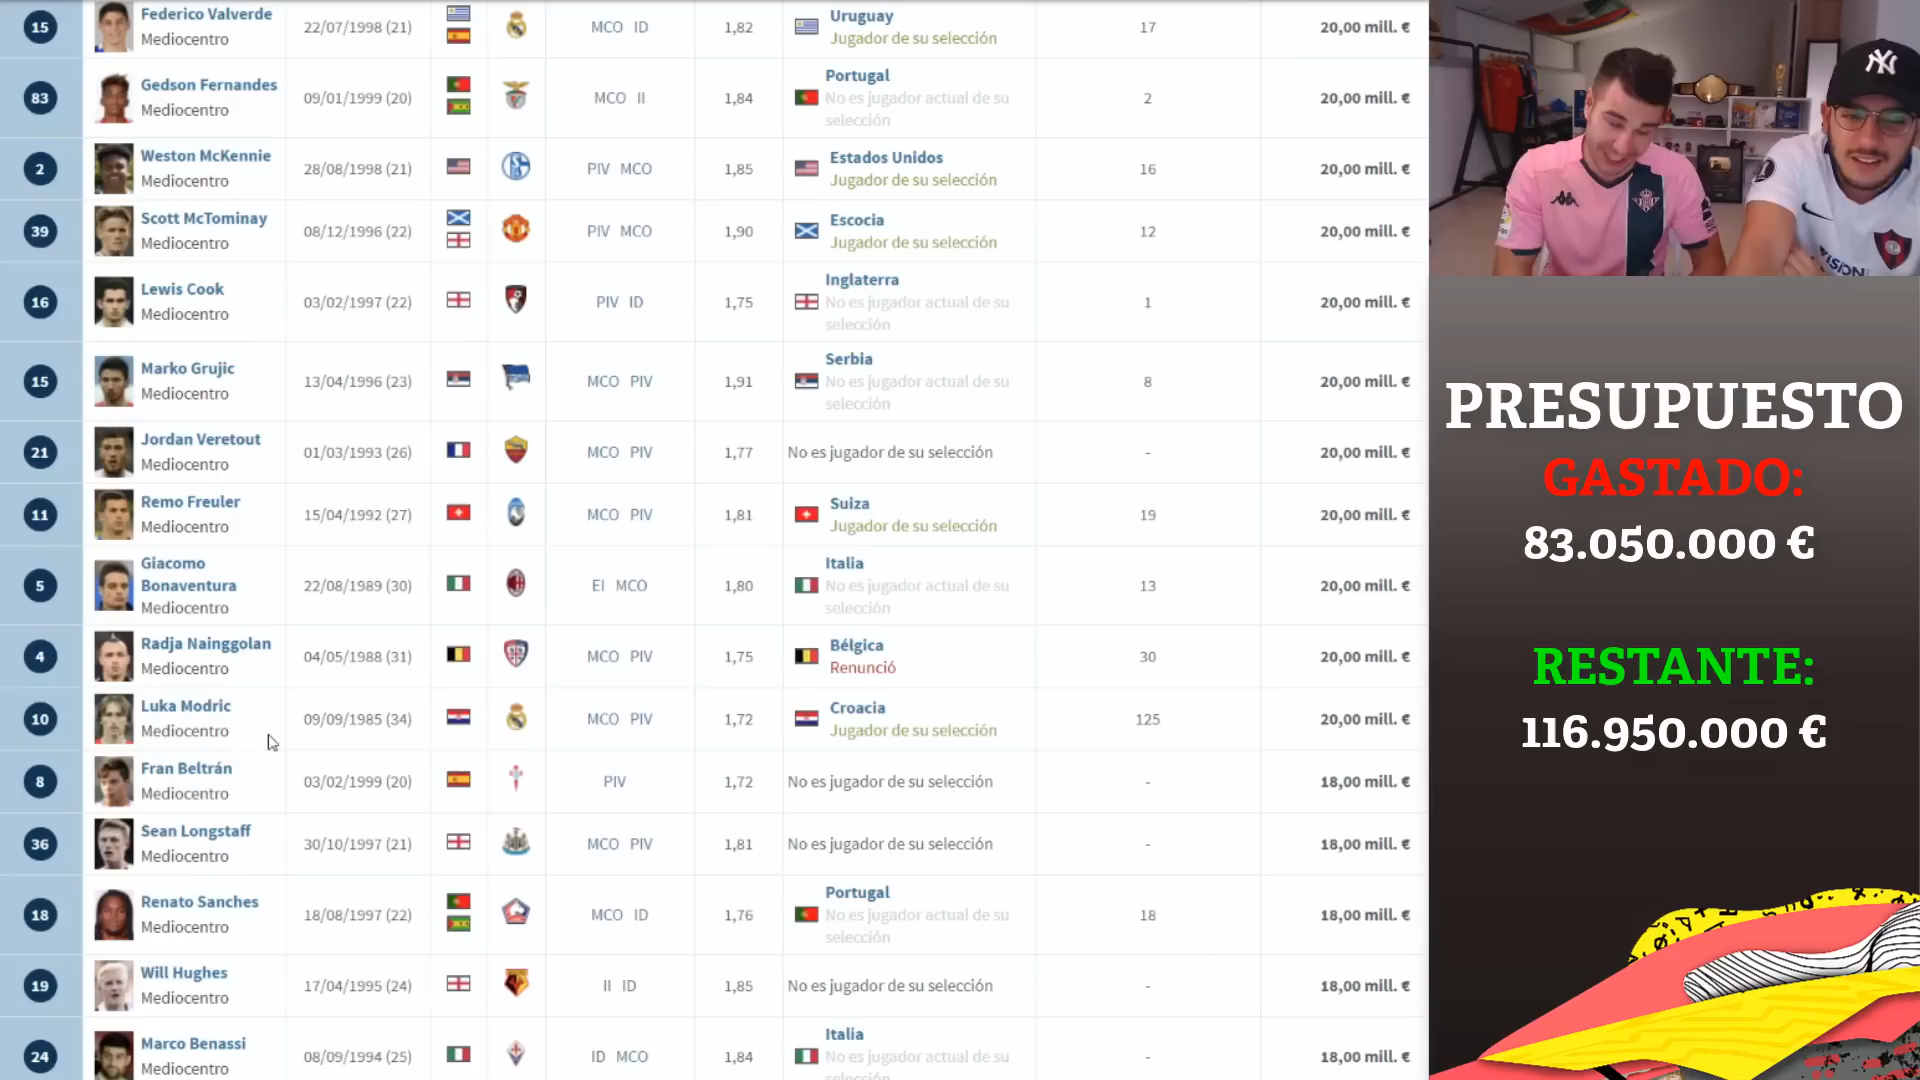 15 Federico Valverde Mediocentro 22/07/1998 (21) MCO ID 1,82 Uruguay Jugador de su selección 17 20,00 mill. €
83 Gedson Fernandes Mediocentro 09/01/1999 (20) MCO II 1,84 Portugal No es jugador actual de su selección 2 20,00 mill. €
2 Weston McKennie Mediocentro 28/08/1998 (21) PIV MCO 1,85 Estados Unidos Jugador de su selección 16 20,00 mill. €
39 Scott McTominay Mediocentro 08/12/1996 (22) PIV MCO 1,90 Escocia Jugador de su selección 12 20,00 mill. €
16 Lewis Cook Mediocentro 03/02/1997 (22) PIV ID 1,75 Inglaterra No es jugador actual de su selección 1 20,00 mill. €
15 Marko Grujic Mediocentro 13/04/1996 (23) MCO PIV 1,91 Serbia No es jugador actual de su selección 8 20,00 mill. €
21 Jordan Veretout Mediocentro 01/03/1993 (26) MCO PIV 1,77 No es jugador de su selección - 20,00 mill. €
11 Remo Freuler Mediocentro 15/04/1992 (27) MCO PIV 1,81 Suiza Jugador de su selección 19 20,00 mill. €
5 Giacomo Bonaventura Mediocentro 22/08/1989 (30) EI MCO 1,80 Italia No es jugador actual de su selección 13 20,00 mill. €
4 Radja Nainggolan Mediocentro 04/05/1988 (31) MCO PIV 1,75 Bélgica Renunció 30 20,00 mill. €
10 Luka Modric Mediocentro 09/09/1985 (34) MCO PIV 1,72 Croacia Jugador de su selección 125 20,00 mill. €
8 Fran Beltrán Mediocentro 03/02/1999 (20) PIV 1,72 No es jugador de su selección - 18,00 mill. €
36 Sean Longstaff Mediocentro 30/10/1997 (21) MCO PIV 1,81 No es jugador de su selección - 18,00 mill. €
18 Renato Sanches Mediocentro 18/08/1997 (22) MCO ID 1,76 Portugal No es jugador actual de su selección 18 18,00 mill. €
19 Will Hughes Mediocentro 17/04/1995 (24) II ID 1,85 No es jugador de su selección - 18,00 mill. €
24 Marco Benassi Mediocentro 08/09/1994 (25) ID MCO 1,84 Italia No es jugador actual de su selección - 18,00 mill. €
NY
Kappa
VISION
PRESUPUESTO
GASTADO:
83.050.000 €
RESTANTE:
116.950.000 €